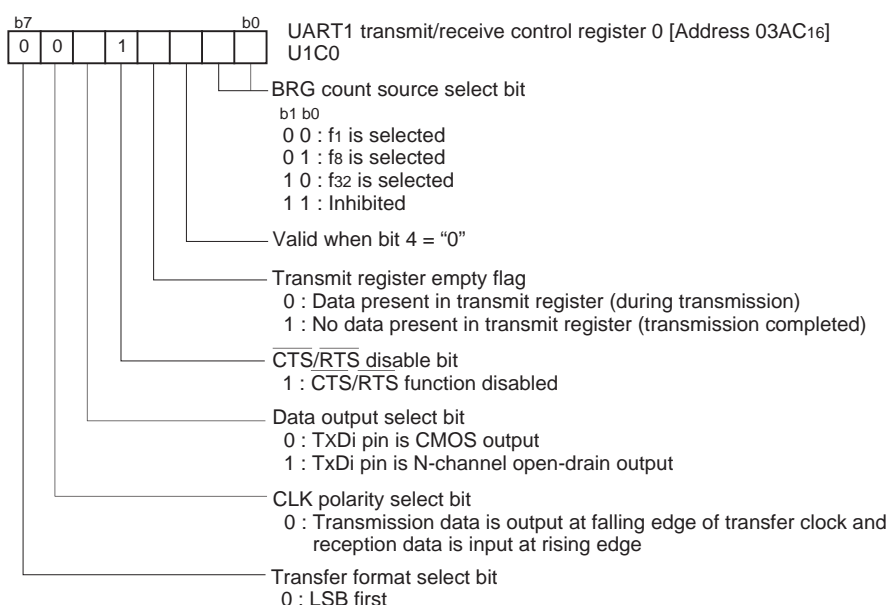 b7 b0
UART1 transmit/receive control register 0 [Address 03AC16]
U1C0
0 0 1
BRG count source select bit
b1 b0
0 0 : f1 is selected
0 1 : f8 is selected
1 0 : f32 is selected
1 1 : Inhibited
Valid when bit 4 = “0”
Transmit register empty flag
0 : Data present in transmit register (during transmission)
1 : No data present in transmit register (transmission completed)
CTS/RTS disable bit
1 : CTS/RTS function disabled
Data output select bit
0 : TXDi pin is CMOS output
1 : TxDi pin is N-channel open-drain output
CLK polarity select bit
0 : Transmission data is output at falling edge of transfer clock and
reception data is input at rising edge
Transfer format select bit
0 : LSB first